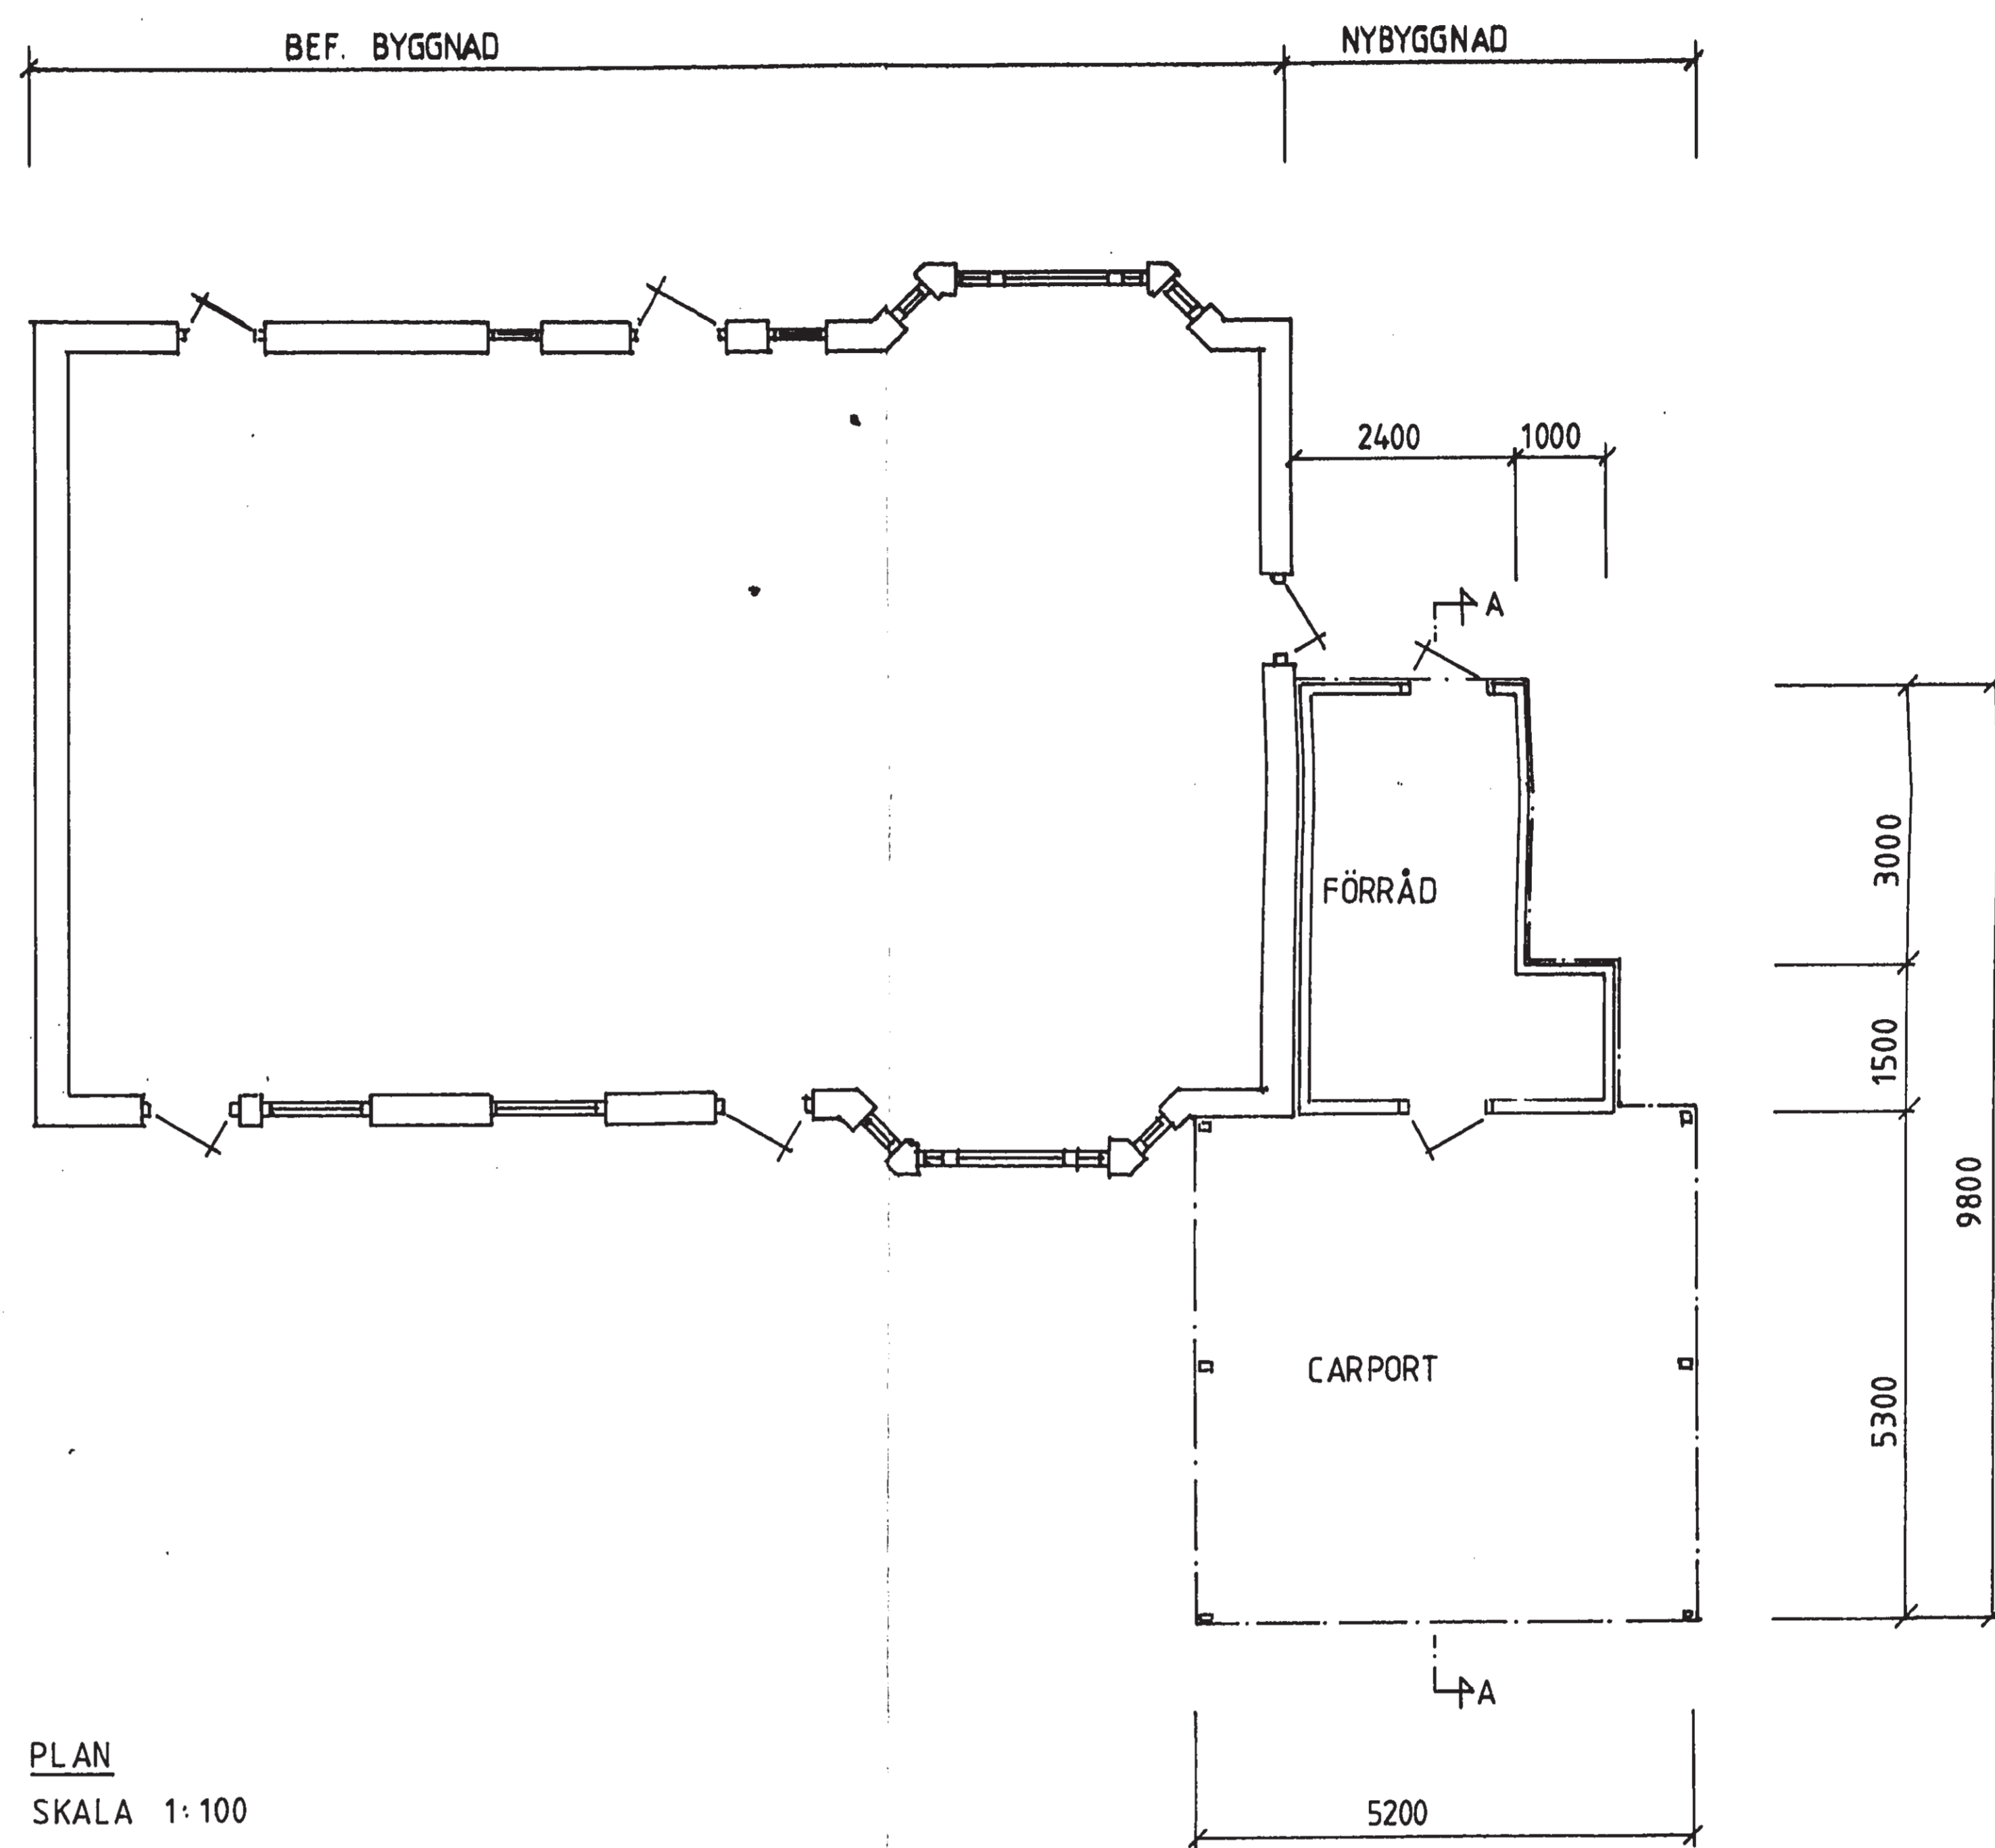 BEF. BYGGNAD
NYBYGGNAD
2400
1000
A
3000
FÖRRÅD
1500
9800
CARPORT
5300
A
PLAN
SKALA 1:100
5200